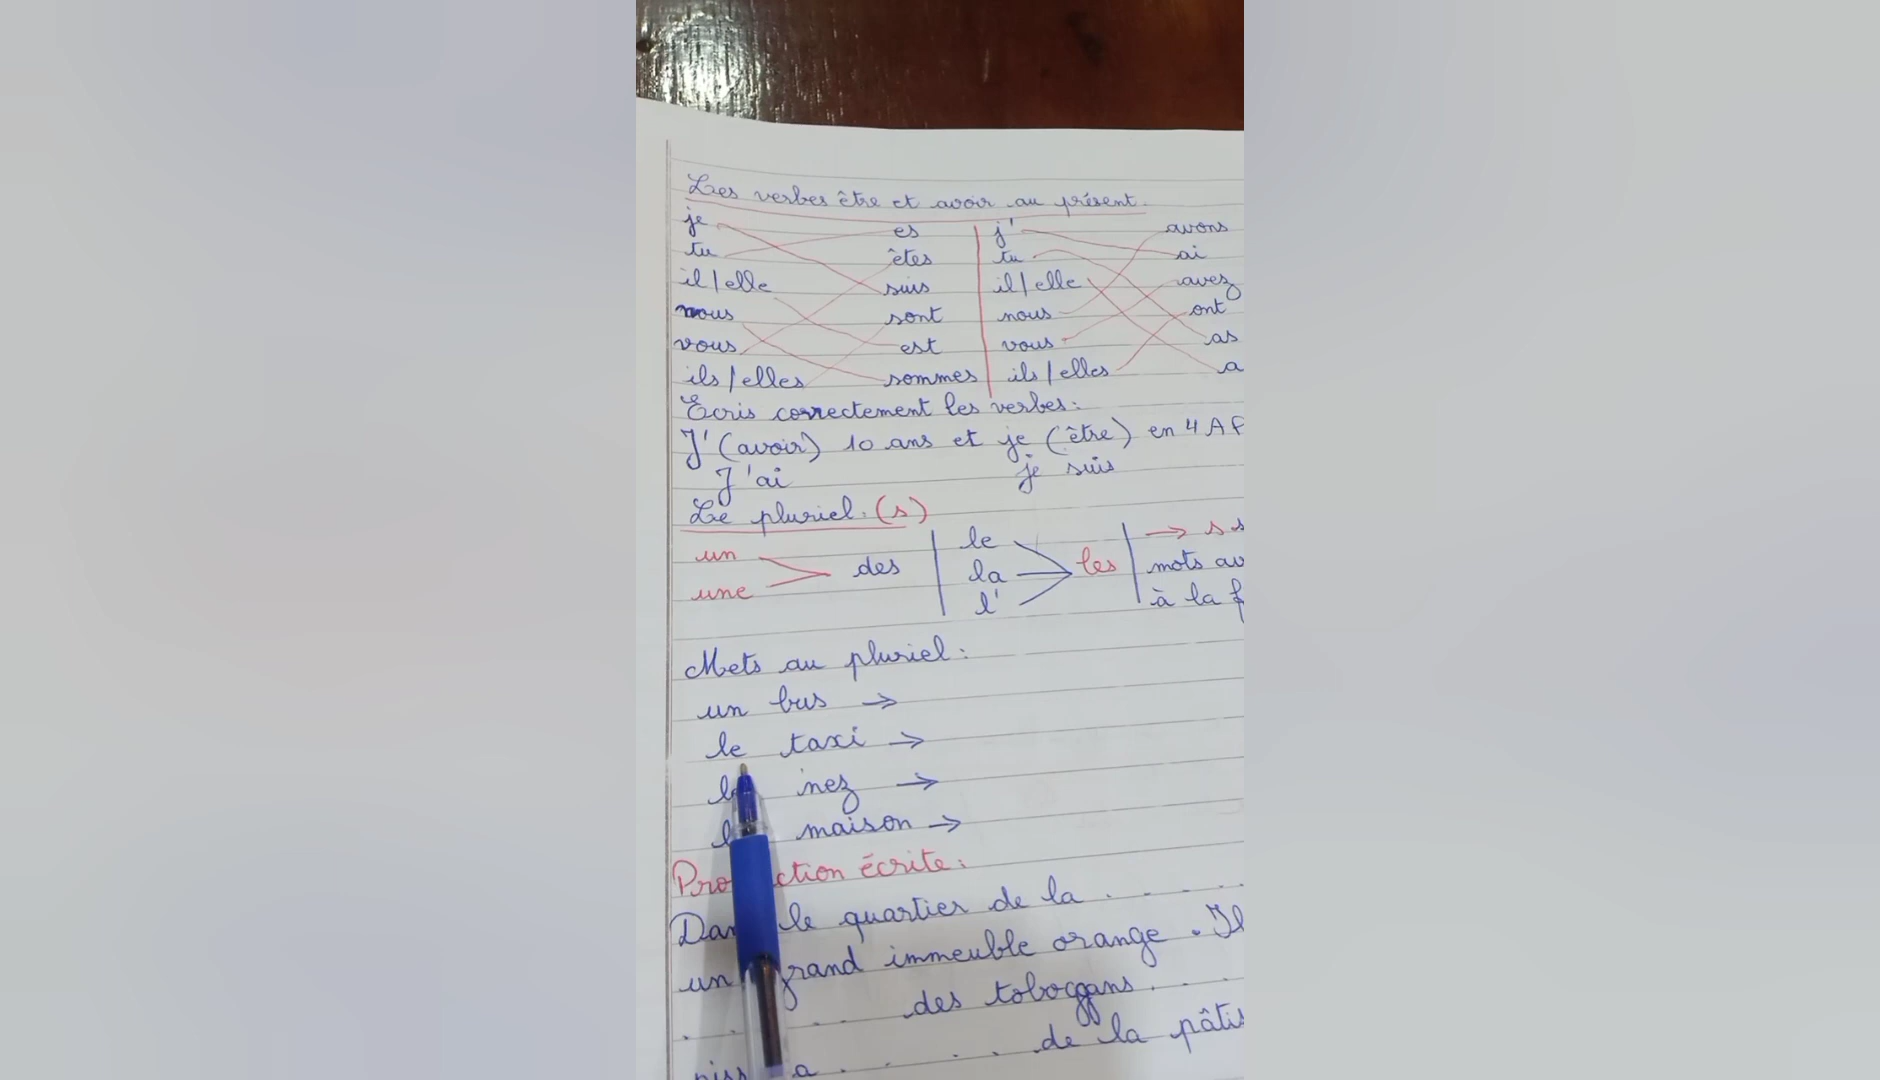 Les verbes être et avoir au présent.
je es j' avons
tu êtes tu ai
il/elle suis il/elle avez
nous sont nous ont
vous est vous as
ils/elles sommes ils/elles a
Ecris correctement les verbes:
J'(avoir) 10 ans et je (être) en 4 A
J'ai je suis
Le pluriel.(s)
un le → s
des les
une la mots
l' à la
Mets au pluriel:
un bus →
le taxi →
nez →
maison →
Production écrite:
le quartier de la . . . .
un grand immeuble orange. Il
. . . . des toboggans. . .
. . . . de la
a